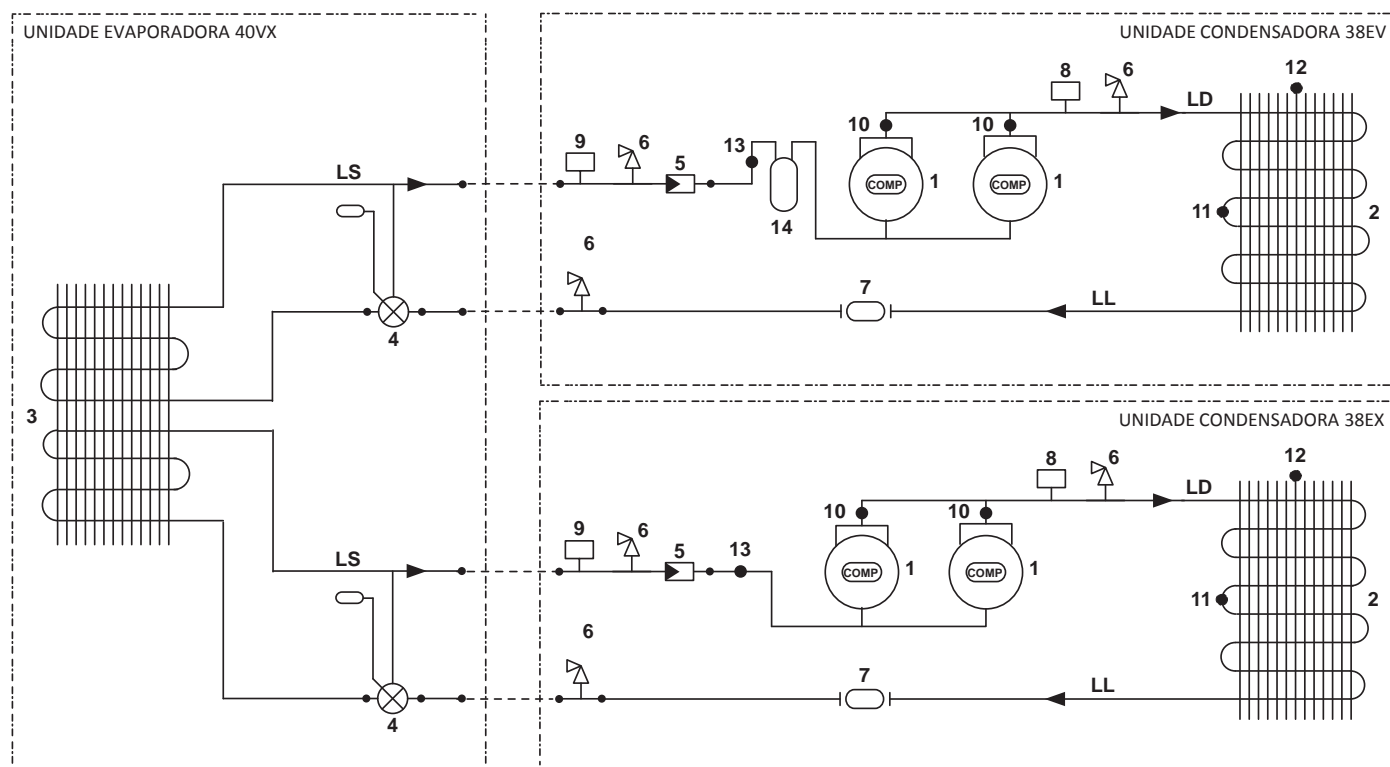 UNIDADE EVAPORADORA 40VX
UNIDADE CONDENSADORA 38EV
8 6 12
LD
10 10
9 6 5 13
LS
COMP 1 COMP 1
11 2
14
6
7
LL
4
3
UNIDADE CONDENSADORA 38EX
8 6 12
LD
10 10
9 6 5 13
LS
COMP 1 COMP 1
11 2
6
7
LL
4